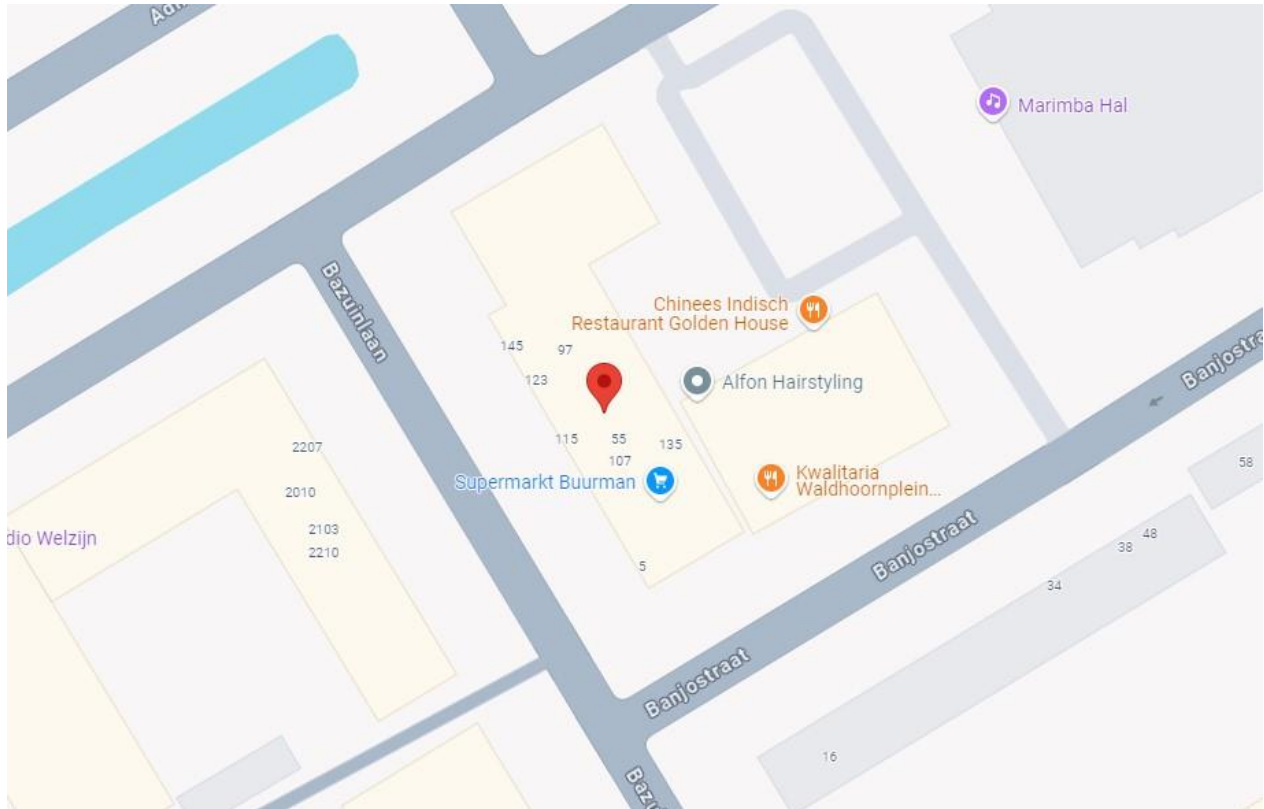 Marimba Hal
Bazuinlaan
Chinees Indisch
Restaurant Golden House
Banjostra
145
97
123
Alfon Hairstyling
115
55
135
107
2207
Supermarkt Buurman
Kwalitaria
Waldhoornplein...
2010
58
2103
2210
dio Welzijn
Banjostraat
48
38
5
34
Banjostraat
16
Bazuin